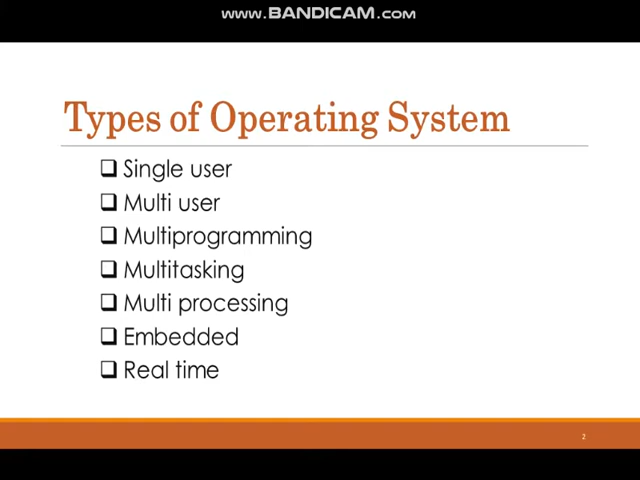 www.BANDICAM.com
Types of Operating System
Single user
Multi user
Multiprogramming
Multitasking
Multi processing
Embedded
Real time
2